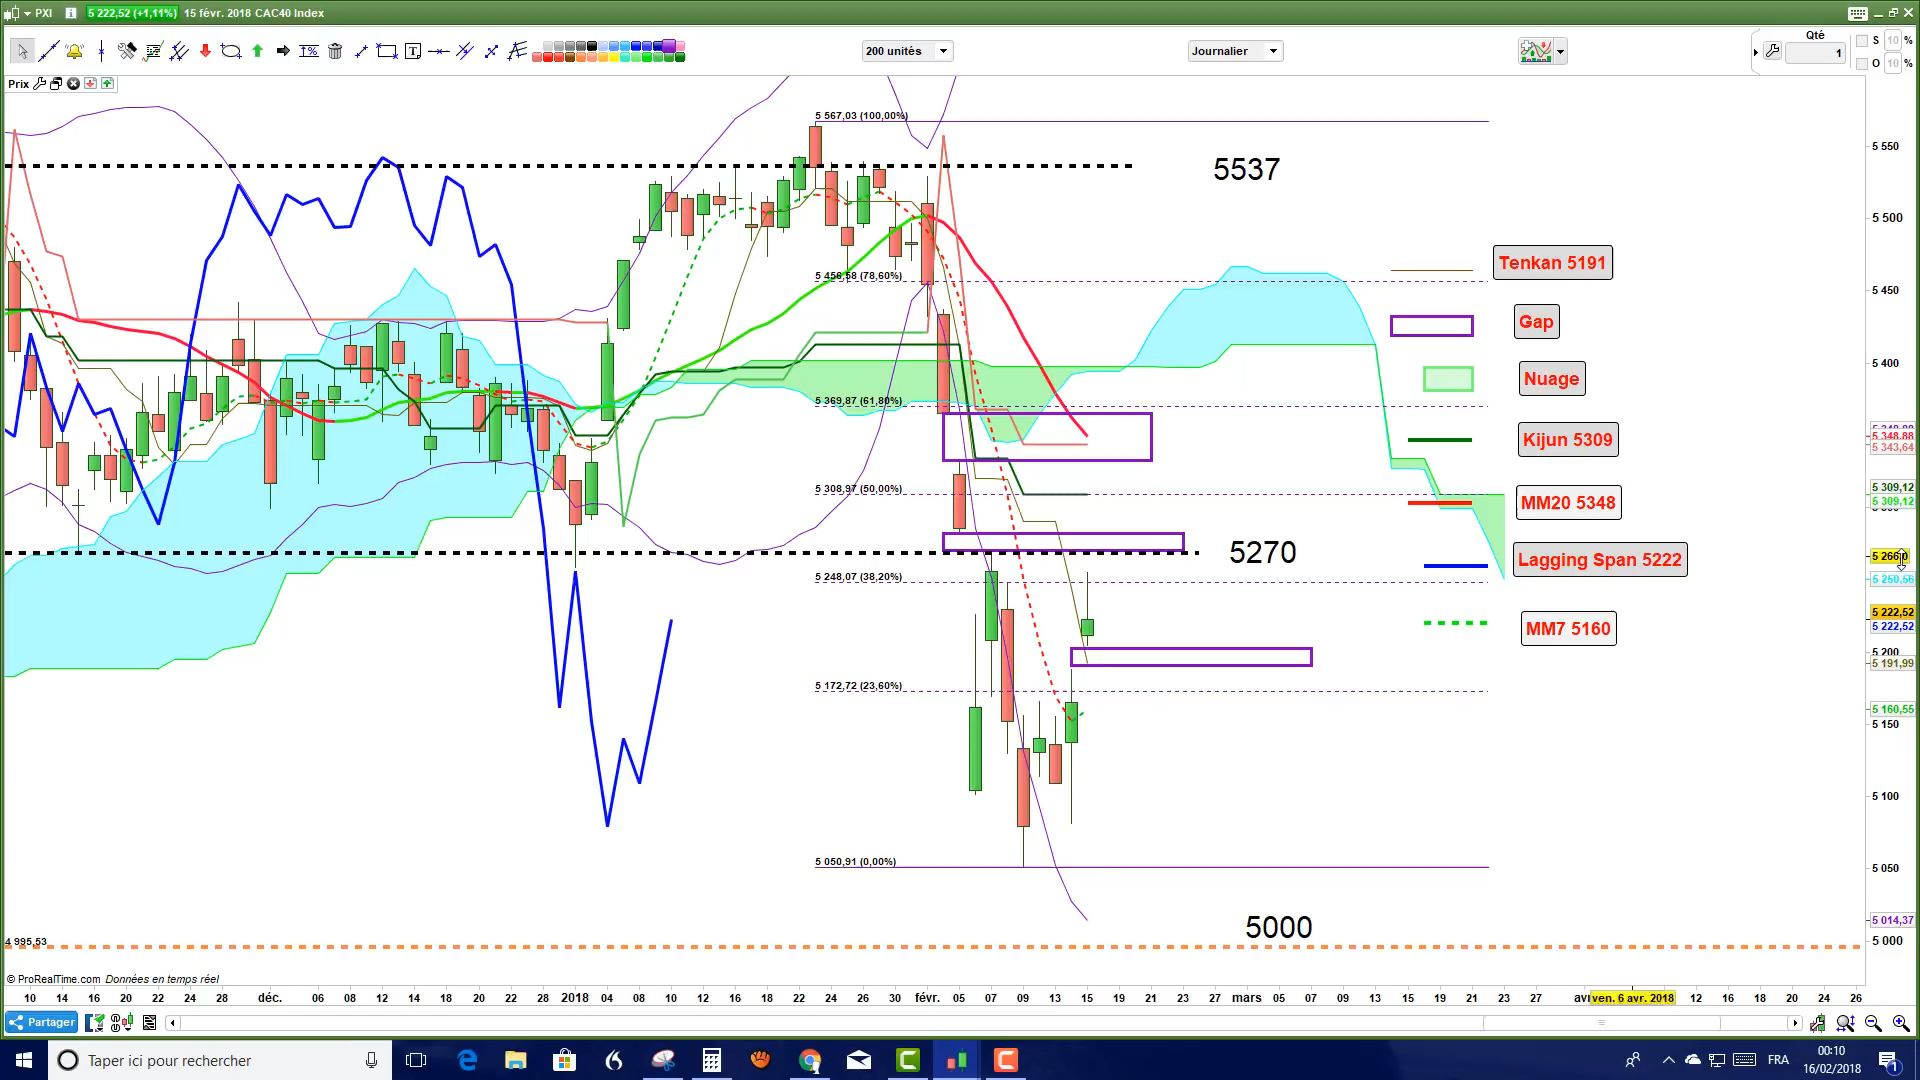 PXI 5 222,52 (+1,11%) 15 févr. 2018 CAC40 Index
200 unités
Journalier
Qté
1
S 10 %
O 10 %
Prix
5 567,03 (100,00%)
5537
5 456,58 (78,60%)
5 369,87 (61,80%)
5 308,97 (50,00%)
5270
5 248,07 (38,20%)
5 172,72 (23,60%)
5 050,91 (0,00%)
5000
4 995,53
Tenkan 5191
Gap
Nuage
Kijun 5309
MM20 5348
Lagging Span 5222
MM7 5160
5 550
5 500
5 450
5 400
5 348,88
5 343,64
5 309,12
5 309,12
5 266,0
5 250,56
5 222,52
5 222,52
5 200
5 191,99
5 160,55
5 150
5 100
5 050
5 014,37
5 000
© ProRealTime.com Données en temps réel
10 14 16 20 22 24 28 déc. 06 08 12 14 18 20 22 28 2018 04 08 10 12 16 18 22 24 26 30 févr. 05 07 09 13 15 19 21 23 27 mars 05 07 09 13 15 19 21 23 27 ven. 6 avr. 2018 12 16 18 20 24 26
Partager
Taper ici pour rechercher
FRA
00:10
16/02/2018
1